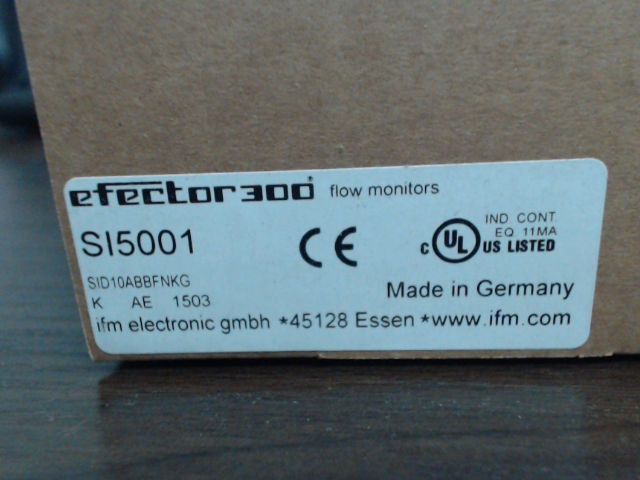 efector300® flow monitors
SI5001
CE
c UL US LISTED
IND CONT
EQ 11MA
SID10ABBFNKG
K AE 1503
Made in Germany
ifm electronic gmbh *45128 Essen *www.ifm.com